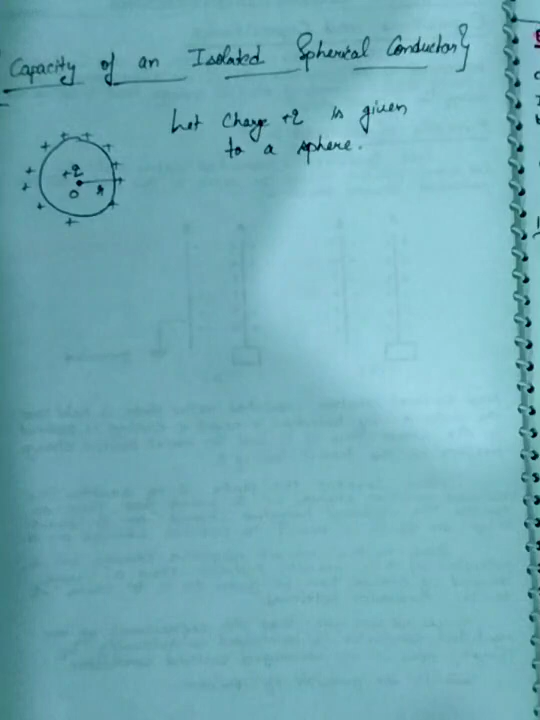 Capacity of an Isolated Spherical Conductor}
Let Charge +q is given
to a sphere.
+q
O r